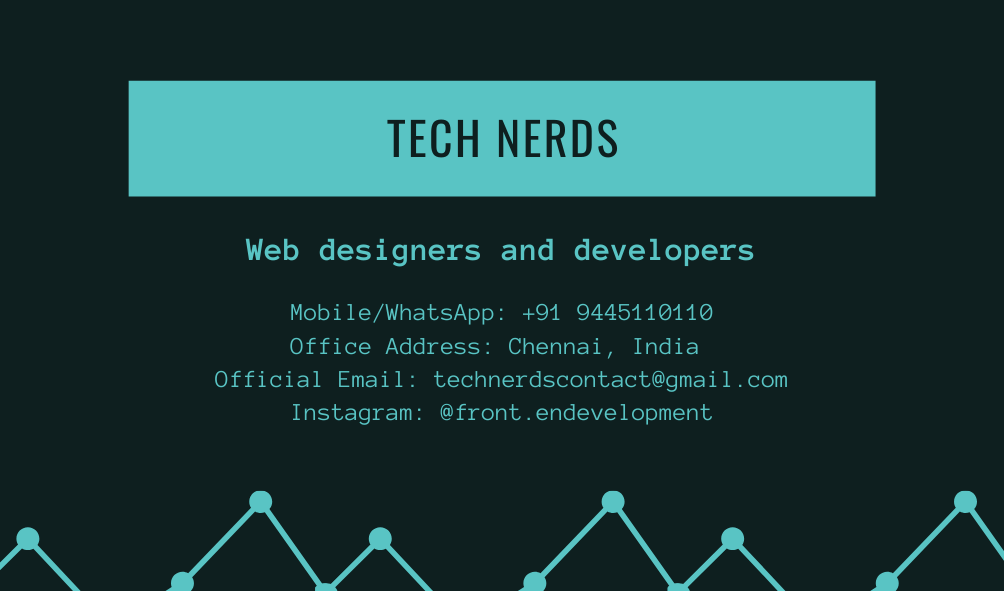 TECH NERDS
Web designers and developers
Mobile/WhatsApp: +91 9445110110
Office Address: Chennai, India
Official Email: technerdscontact@gmail.com
Instagram: @front.endevelopment